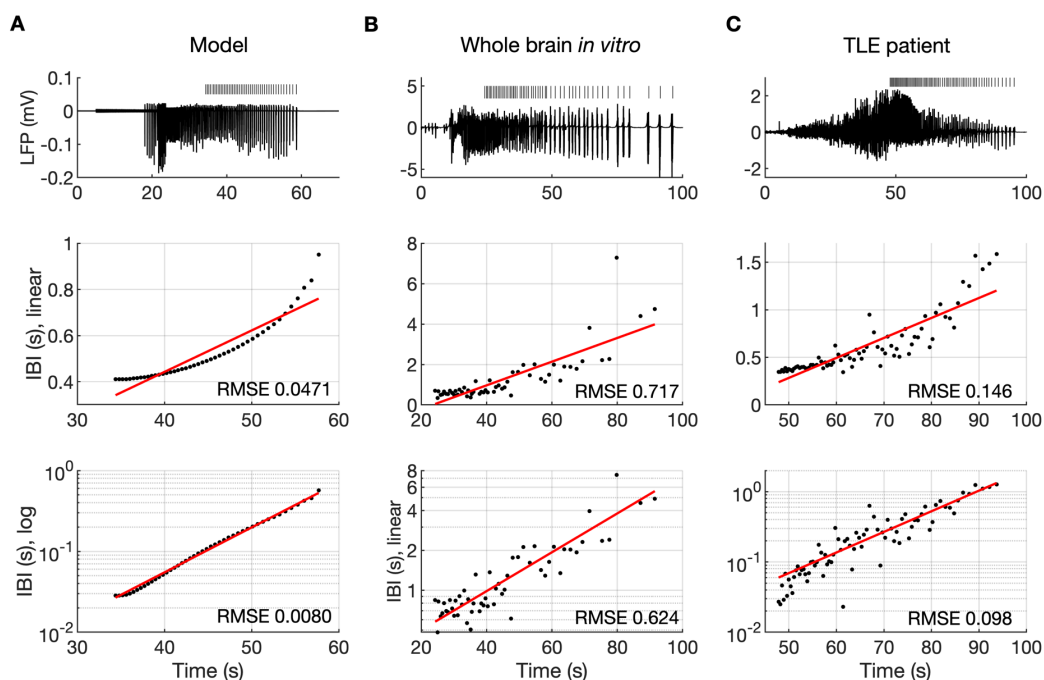 A
B
C
Model
Whole brain in vitro
TLE patient
LFP (mV)
0.1
0
-0.1
-0.2
0 20 40 60
5
0
-5
0 50 100
2
0
-2
0 50 100
IBI (s), linear
1
0.8
0.6
0.4
RMSE 0.0471
30 40 50 60
8
6
4
2
0
RMSE 0.717
20 40 60 80 100
1.5
1
0.5
0
RMSE 0.146
50 60 70 80 90 100
IBI (s), log
10^0
10^-1
10^-2
RMSE 0.0080
30 40 50 60
Time (s)
IBI (s), linear
8
4
2
1
RMSE 0.624
20 40 60 80 100
Time (s)
10^0
10^-1
10^-2
RMSE 0.098
50 60 70 80 90 100
Time (s)